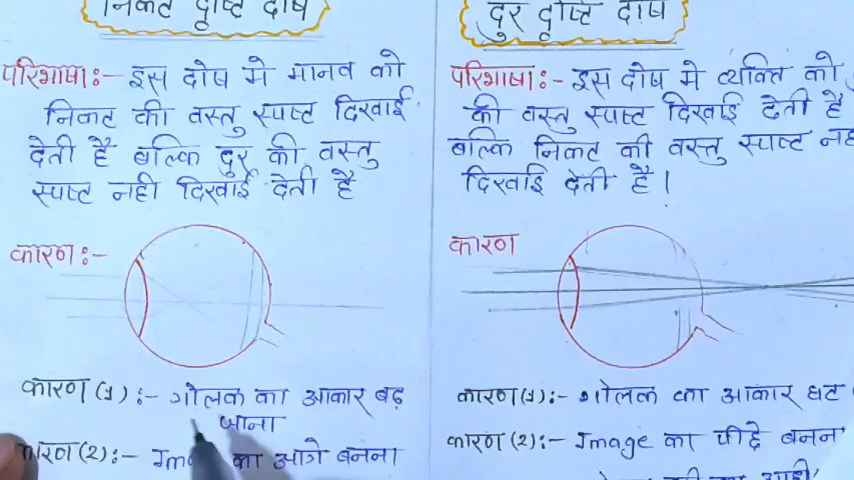 निकट दृष्टि दोष
परिभाषा:- इस दोष मे मानव को
निकट की वस्तु स्पष्ट दिखाई
देती है बल्कि दुर की वस्तु
स्पष्ट नही दिखाई देती है
कारण:-
कारण(1):- गोलक का आकार बढ़
जाना
कारण(2):- Image का आगे बनना
दुर दृष्टि दोष
परिभाषा:- इस दोष मे व्यक्ति को
की वस्तु स्पष्ट दिखाई देती है
बल्कि निकट की वस्तु स्पष्ट नही
दिखाई देती है।
कारण
कारण(1):- गोलक का आकार घट
कारण(2):- Image का पीछे बनना